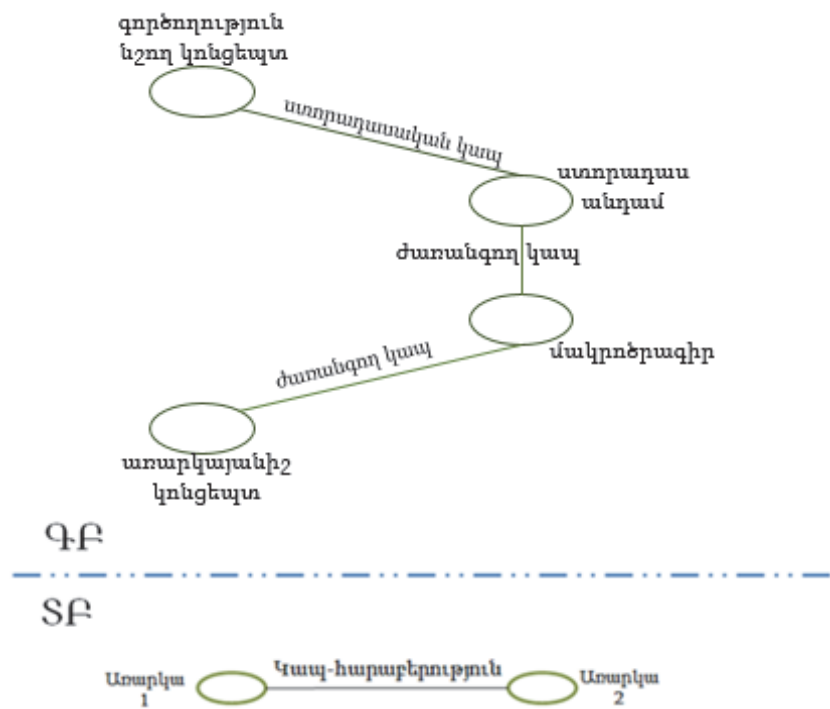 գործողություն
նշող կոնցեպտ
ստորադասական կապ
ստորադաս
անդամ
ժառանգող կապ
մակրոծրագիր
ժառանգող կապ
առարկայանիշ
կոնցեպտ
ԳԲ
ՏԲ
Առարկա
1
Կապ-հարաբերություն
Առարկա
2